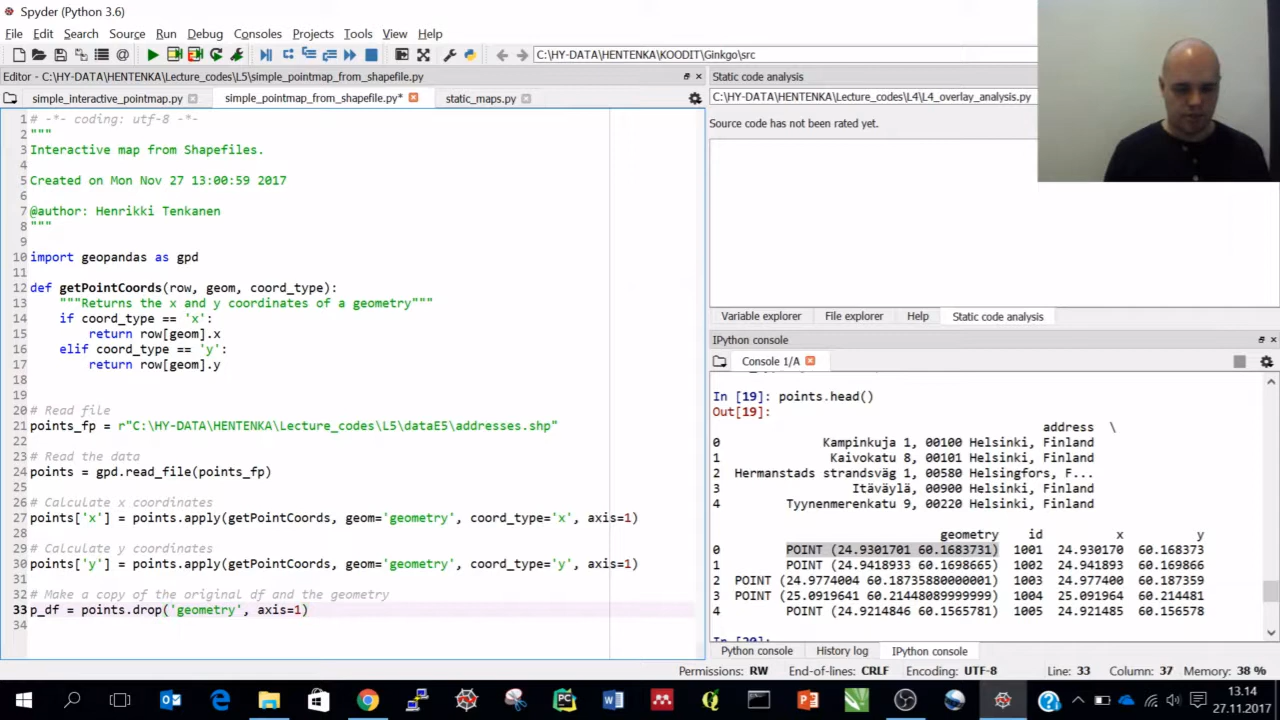 Spyder (Python 3.6)
File Edit Search Source Run Debug Consoles Projects Tools View Help
C:\HY-DATA\HENTENKA\KOODIT\Ginkgo\src
Editor - C:\HY-DATA\HENTENKA\Lecture_codes\L5\simple_pointmap_from_shapefile.py
simple_interactive_pointmap.py simple_pointmap_from_shapefile.py* static_maps.py
1 # -*- coding: utf-8 -*-
2 """
3 Interactive map from Shapefiles.
4
5 Created on Mon Nov 27 13:00:59 2017
6
7 @author: Henrikki Tenkanen
8 """
9
10 import geopandas as gpd
11
12 def getPointCoords(row, geom, coord_type):
13 """Returns the x and y coordinates of a geometry"""
14 if coord_type == 'x':
15 return row[geom].x
16 elif coord_type == 'y':
17 return row[geom].y
18
19
20 # Read file
21 points_fp = r"C:\HY-DATA\HENTENKA\Lecture_codes\L5\dataE5\addresses.shp"
22
23 # Read the data
24 points = gpd.read_file(points_fp)
25
26 # Calculate x coordinates
27 points['x'] = points.apply(getPointCoords, geom='geometry', coord_type='x', axis=1)
28
29 # Calculate y coordinates
30 points['y'] = points.apply(getPointCoords, geom='geometry', coord_type='y', axis=1)
31
32 # Make a copy of the original df and the geometry
33 p_df = points.drop('geometry', axis=1)
34
Static code analysis
C:\HY-DATA\HENTENKA\Lecture_codes\L4\L4_overlay_analysis.py
Source code has not been rated yet.
Variable explorer File explorer Help Static code analysis
IPython console
Console 1/A
In [19]: points.head()
Out[19]:
address \
0 Kampinkuja 1, 00100 Helsinki, Finland
1 Kaivokatu 8, 00101 Helsinki, Finland
2 Hermanstads strandsväg 1, 00580 Helsingfors, F...
3 Itäväylä, 00900 Helsinki, Finland
4 Tyynenmerenkatu 9, 00220 Helsinki, Finland
geometry id x y
0 POINT (24.9301701 60.1683731) 1001 24.930170 60.168373
1 POINT (24.9418933 60.1698665) 1002 24.941893 60.169866
2 POINT (24.9774004 60.18735880000001) 1003 24.977400 60.187359
3 POINT (25.0919641 60.21448089999999) 1004 25.091964 60.214481
4 POINT (24.9214846 60.1565781) 1005 24.921485 60.156578
In [20]:
Python console History log IPython console
Permissions: RW End-of-lines: CRLF Encoding: UTF-8 Line: 33 Column: 37 Memory: 38 %
13.14
27.11.2017